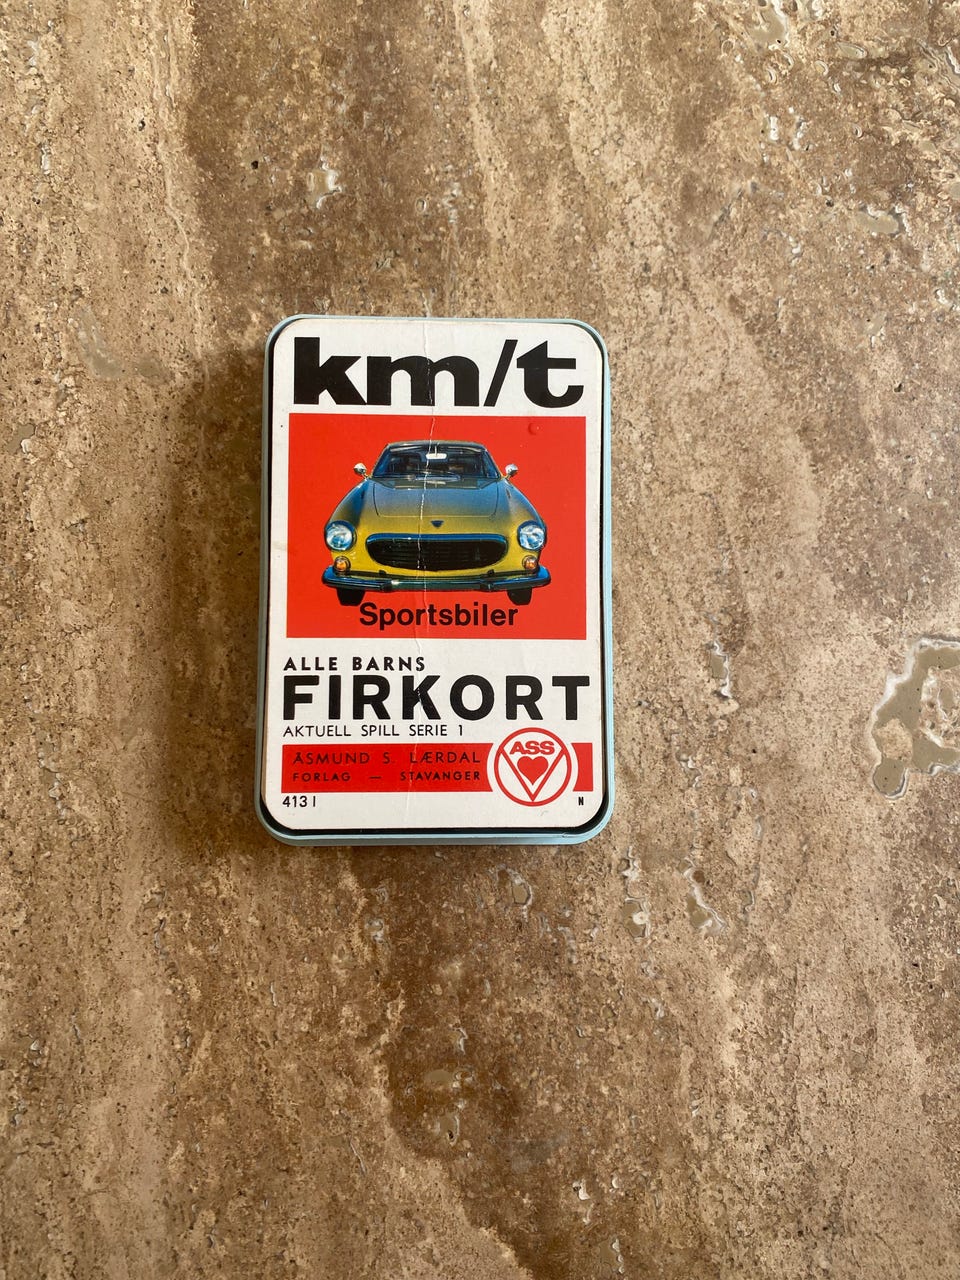 km/t
Sportsbiler
ALLE BARNS
FIRKORT
AKTUELL SPILL SERIE 1
ÅSMUND S. LÆRDAL
FORLAG — STAVANGER
ASS
413 I
N